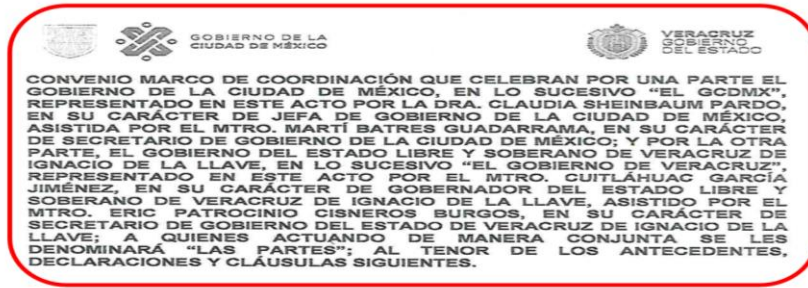 GOBIERNO DE LA
CIUDAD DE MÉXICO
VERACRUZ
GOBIERNO
DEL ESTADO
CONVENIO MARCO DE COORDINACIÓN QUE CELEBRAN POR UNA PARTE EL
GOBIERNO DE LA CIUDAD DE MÉXICO, EN LO SUCESIVO “EL GCDMX”,
REPRESENTADO EN ESTE ACTO POR LA DRA. CLAUDIA SHEINBAUM PARDO,
EN SU CARÁCTER DE JEFA DE GOBIERNO DE LA CIUDAD DE MÉXICO,
ASISTIDA POR EL MTRO. MARTÍ BATRES GUADARRAMA, EN SU CARÁCTER
DE SECRETARIO DE GOBIERNO DE LA CIUDAD DE MÉXICO; Y POR LA OTRA
PARTE, EL GOBIERNO DEL ESTADO LIBRE Y SOBERANO DE VERACRUZ DE
IGNACIO DE LA LLAVE, EN LO SUCESIVO “EL GOBIERNO DE VERACRUZ”,
REPRESENTADO EN ESTE ACTO POR EL MTRO. CUITLÁHUAC GARCÍA
JIMÉNEZ, EN SU CARÁCTER DE GOBERNADOR DEL ESTADO LIBRE Y
SOBERANO DE VERACRUZ DE IGNACIO DE LA LLAVE, ASISTIDO POR EL
MTRO. ERIC PATROCINIO CISNEROS BURGOS, EN SU CARÁCTER DE
SECRETARIO DE GOBIERNO DEL ESTADO DE VERACRUZ DE IGNACIO DE LA
LLAVE; A QUIENES ACTUANDO DE MANERA CONJUNTA SE LES
DENOMINARÁ “LAS PARTES”; AL TENOR DE LOS ANTECEDENTES,
DECLARACIONES Y CLÁUSULAS SIGUIENTES.